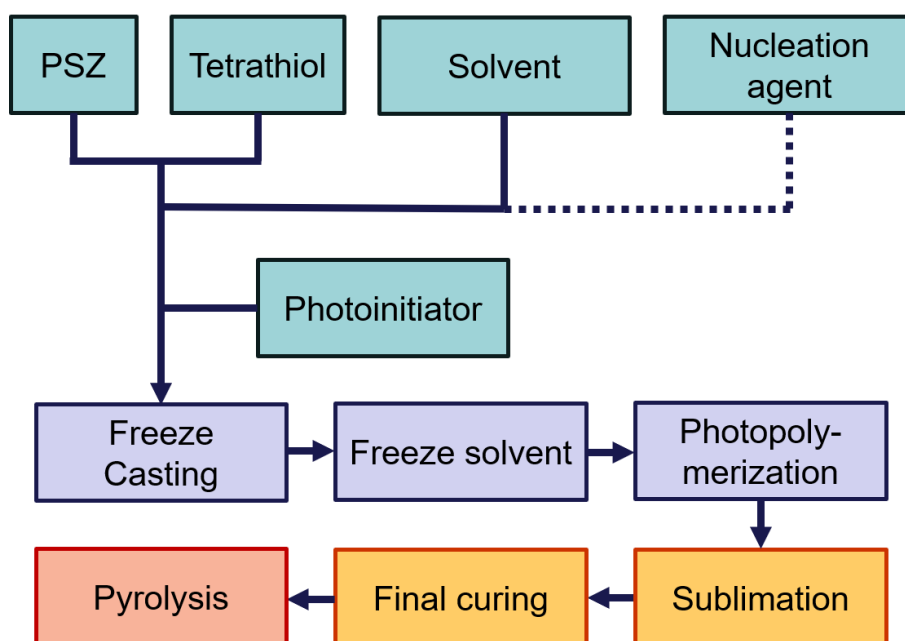 PSZ
Tetrathiol
Solvent
Nucleation
agent
Photoinitiator
Freeze
Casting
Freeze solvent
Photopoly-
merization
Pyrolysis
Final curing
Sublimation